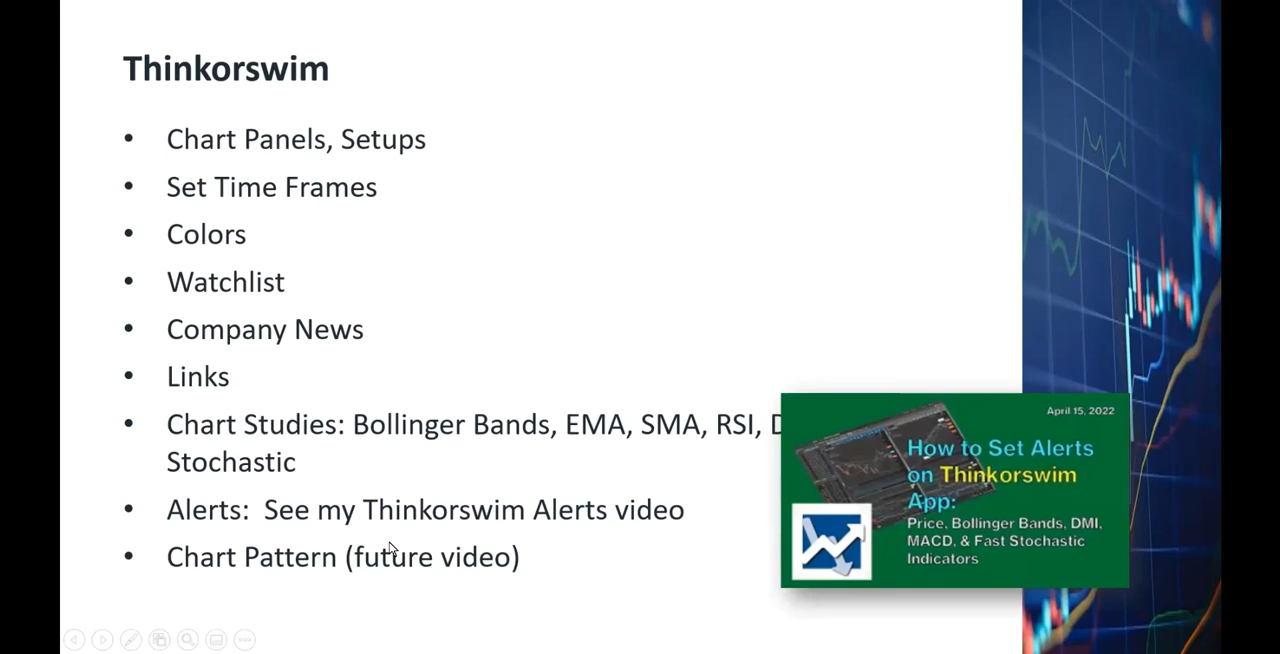 Thinkorswim
• Chart Panels, Setups
• Set Time Frames
• Colors
• Watchlist
• Company News
• Links
• Chart Studies: Bollinger Bands, EMA, SMA, RSI,
Stochastic
• Alerts:  See my Thinkorswim Alerts video
• Chart Pattern (future video)
April 15, 2022
How to Set Alerts
on Thinkorswim
App:
Price, Bollinger Bands, DMI,
MACD, & Fast Stochastic
Indicators